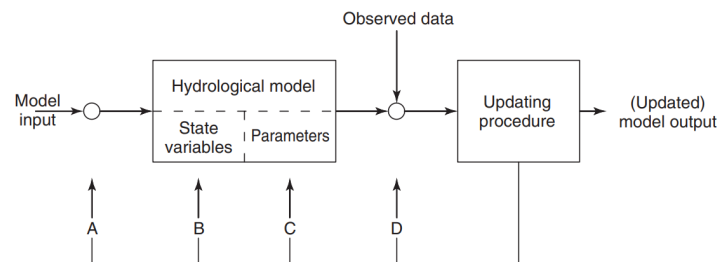 Observed data
Model
input
Hydrological model
State
variables
Parameters
Updating
procedure
(Updated)
model output
A
B
C
D